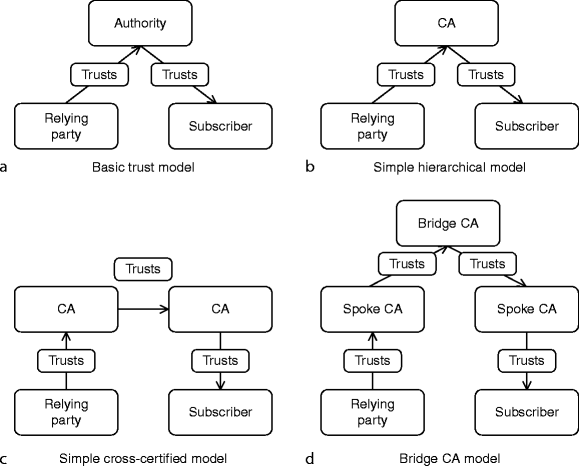 Authority
Trusts
Trusts
Relying
party
Subscriber
a
Basic trust model
CA
Trusts
Trusts
Relying
party
Subscriber
b
Simple hierarchical model
Trusts
CA
CA
Trusts
Trusts
Relying
party
Subscriber
c
Simple cross-certified model
Bridge CA
Trusts
Trusts
Spoke CA
Spoke CA
Trusts
Trusts
Relying
party
Subscriber
d
Bridge CA model